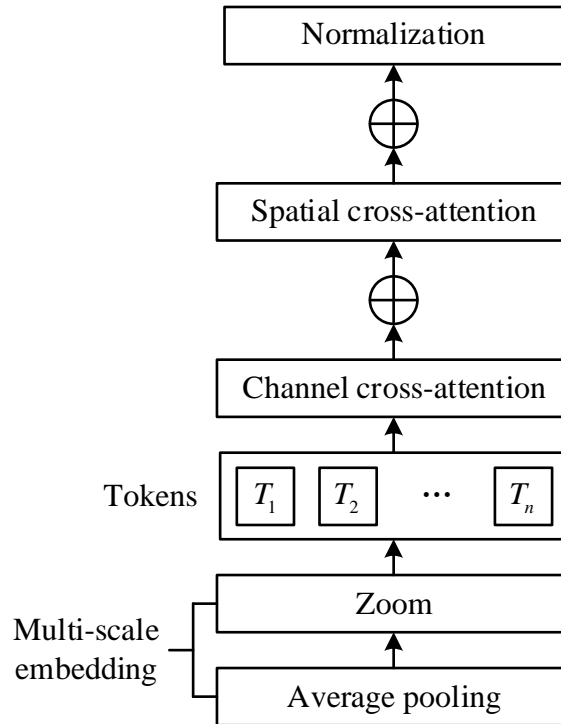 Normalization
Spatial cross-attention
Channel cross-attention
Tokens T₁ T₂ ··· Tₙ
Zoom
Multi-scale
embedding
Average pooling